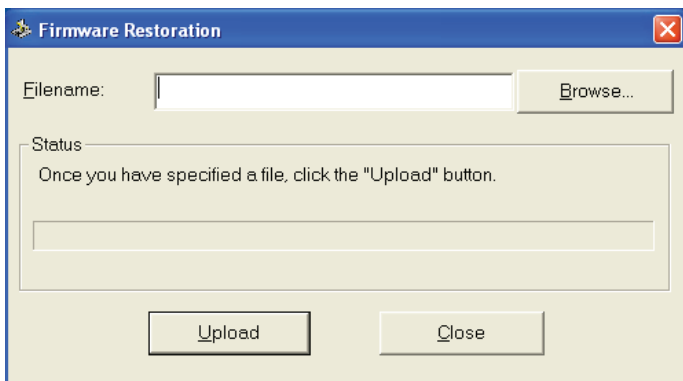 Firmware Restoration
Filename:
Browse...
Status
Once you have specified a file, click the "Upload" button.
Upload
Close